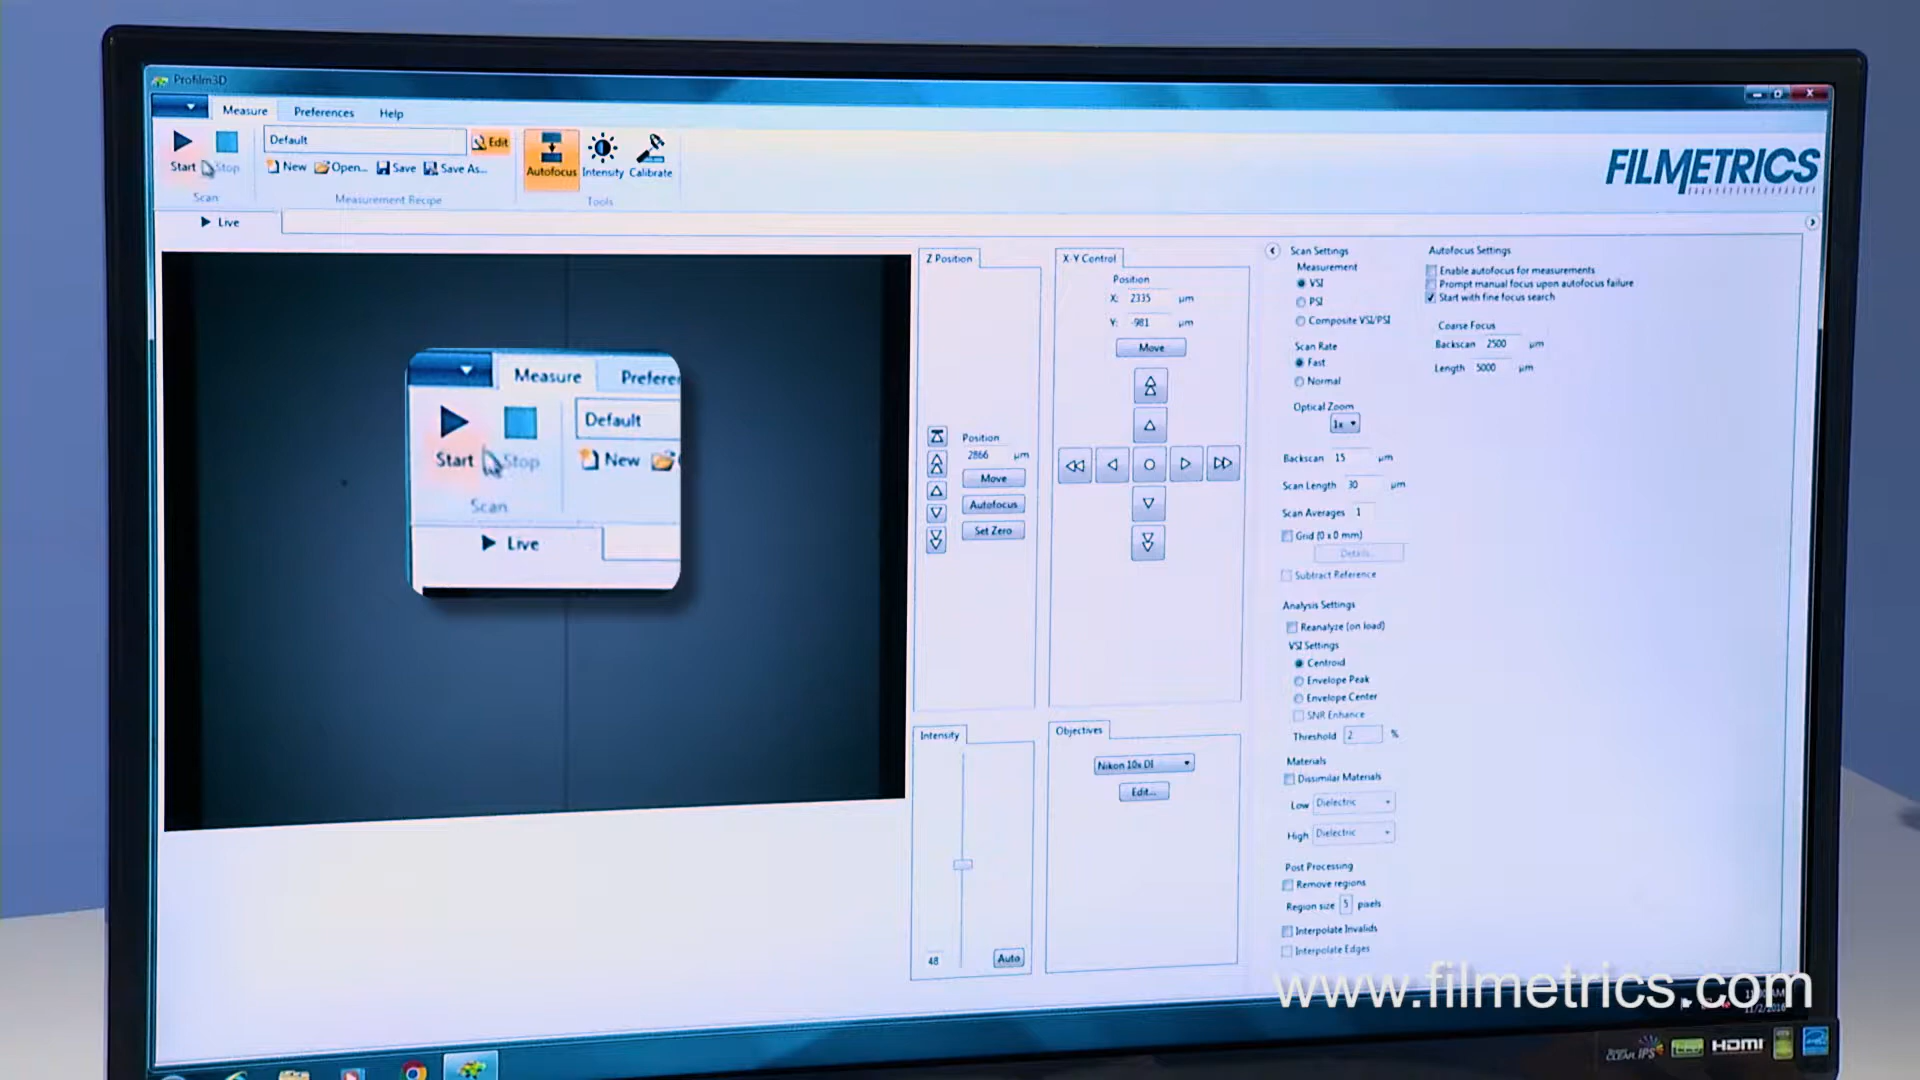 Profilm3D
Measure Preferences Help
Start Stop
Scan
Default Edit
New Open... Save Save As...
Measurement Recipe
Autofocus Intensity Calibrate
Tools
FILMETRICS
Live
Measure Prefere
Start Stop
Default
New
Scan
Live
Z Position
Position
2866 µm
Move
Autofocus
Set Zero
X-Y Control
Position
X: 2335 µm
Y: -981 µm
Move
Intensity
48 Auto
Objectives
Nikon 10x DI
Edit...
Scan Settings
Measurement
VSI
PSI
Composite VSI/PSI
Scan Rate
Fast
Normal
Optical Zoom
1x
Backscan 15 µm
Scan Length 30 µm
Scan Averages 1
Grid (0 x 0 mm)
Details...
Subtract Reference
Analysis Settings
Reanalyze (on load)
VSI Settings
Centroid
Envelope Peak
Envelope Center
SNR Enhance
Threshold 2 %
Materials
Dissimilar Materials
Low Dielectric
High Dielectric
Post Processing
Remove regions
Region size 5 pixels
Interpolate Invalids
Interpolate Edges
Autofocus Settings
Enable autofocus for measurements
Prompt manual focus upon autofocus failure
Start with fine focus search
Coarse Focus
Backscan 2500 µm
Length 5000 µm
www.filmetrics.com
11/2/2016
IPS HDMI